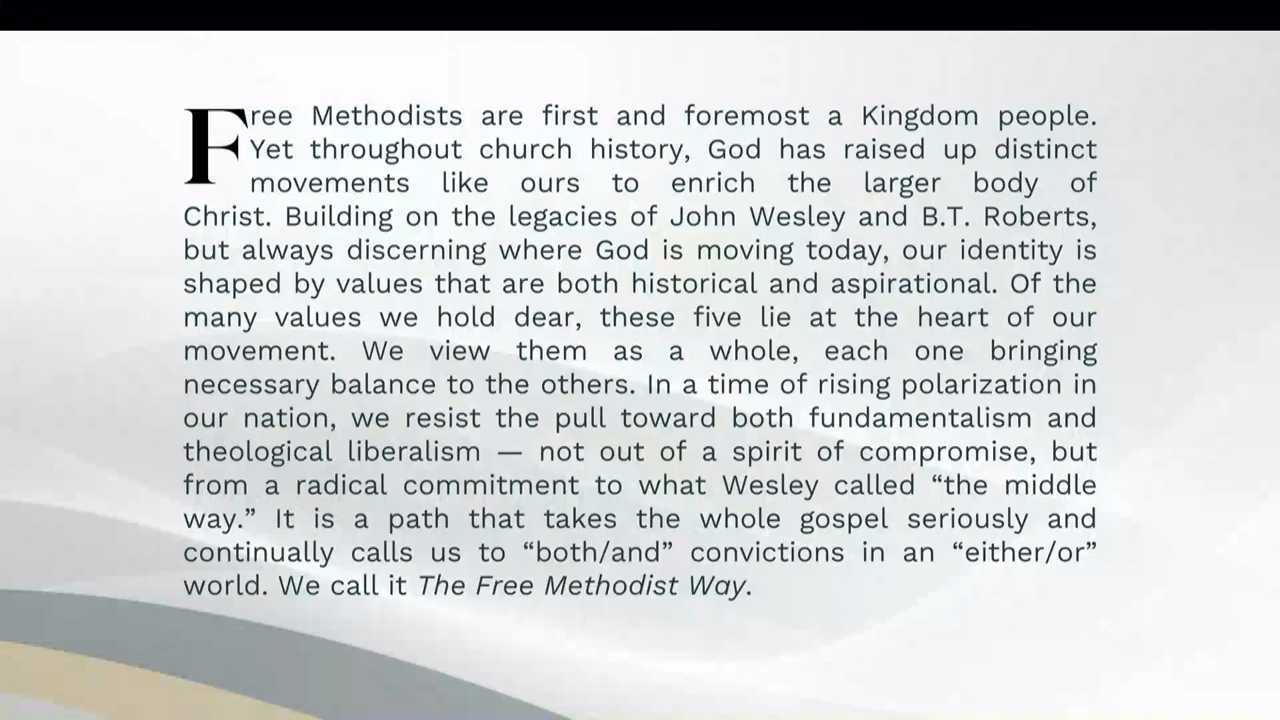 Free Methodists are first and foremost a Kingdom people.
Yet throughout church history, God has raised up distinct
movements like ours to enrich the larger body of
Christ. Building on the legacies of John Wesley and B.T. Roberts,
but always discerning where God is moving today, our identity is
shaped by values that are both historical and aspirational. Of the
many values we hold dear, these five lie at the heart of our
movement. We view them as a whole, each one bringing
necessary balance to the others. In a time of rising polarization in
our nation, we resist the pull toward both fundamentalism and
theological liberalism — not out of a spirit of compromise, but
from a radical commitment to what Wesley called “the middle
way.” It is a path that takes the whole gospel seriously and
continually calls us to “both/and” convictions in an “either/or”
world. We call it The Free Methodist Way.